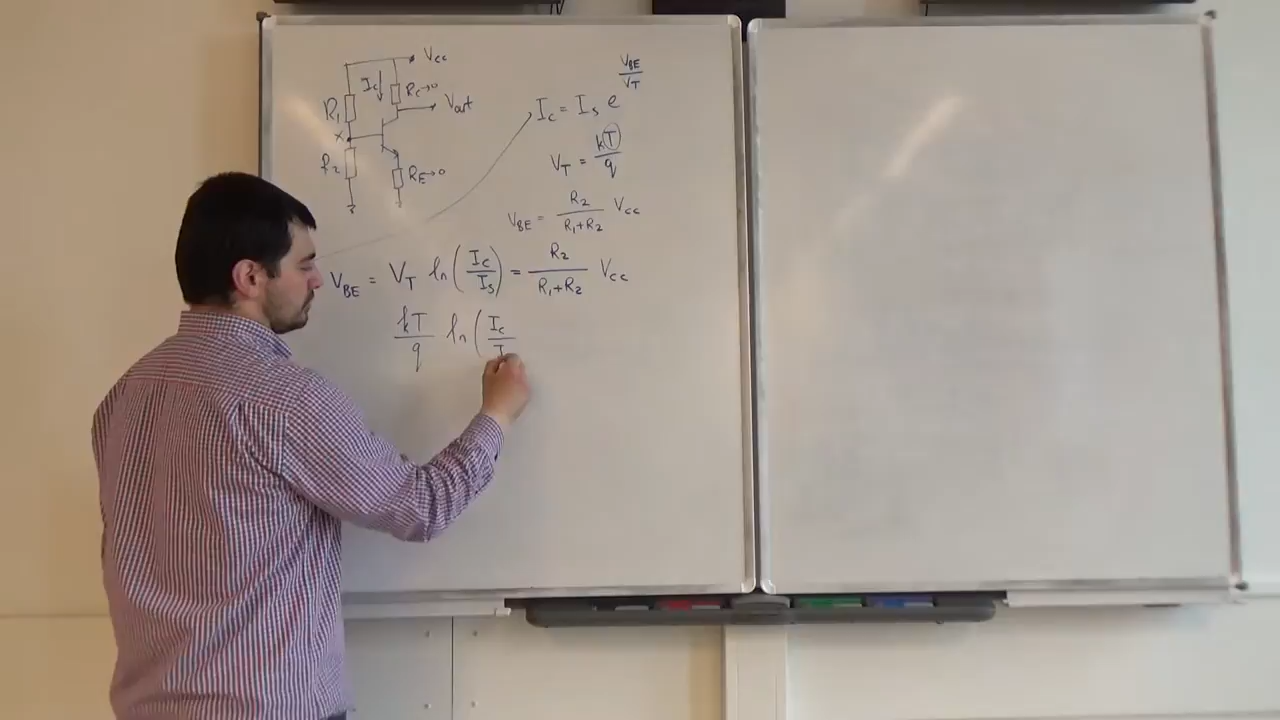 Vcc
Ic
Rc→0
R1
Vout
X
R2
RE→0
Ic = Is e^(VBE/VT)
VT = kT/q
VBE = R2/(R1+R2) Vcc
VBE = VT ln(Ic/Is) = R2/(R1+R2) Vcc
kT/q ln(Ic/I